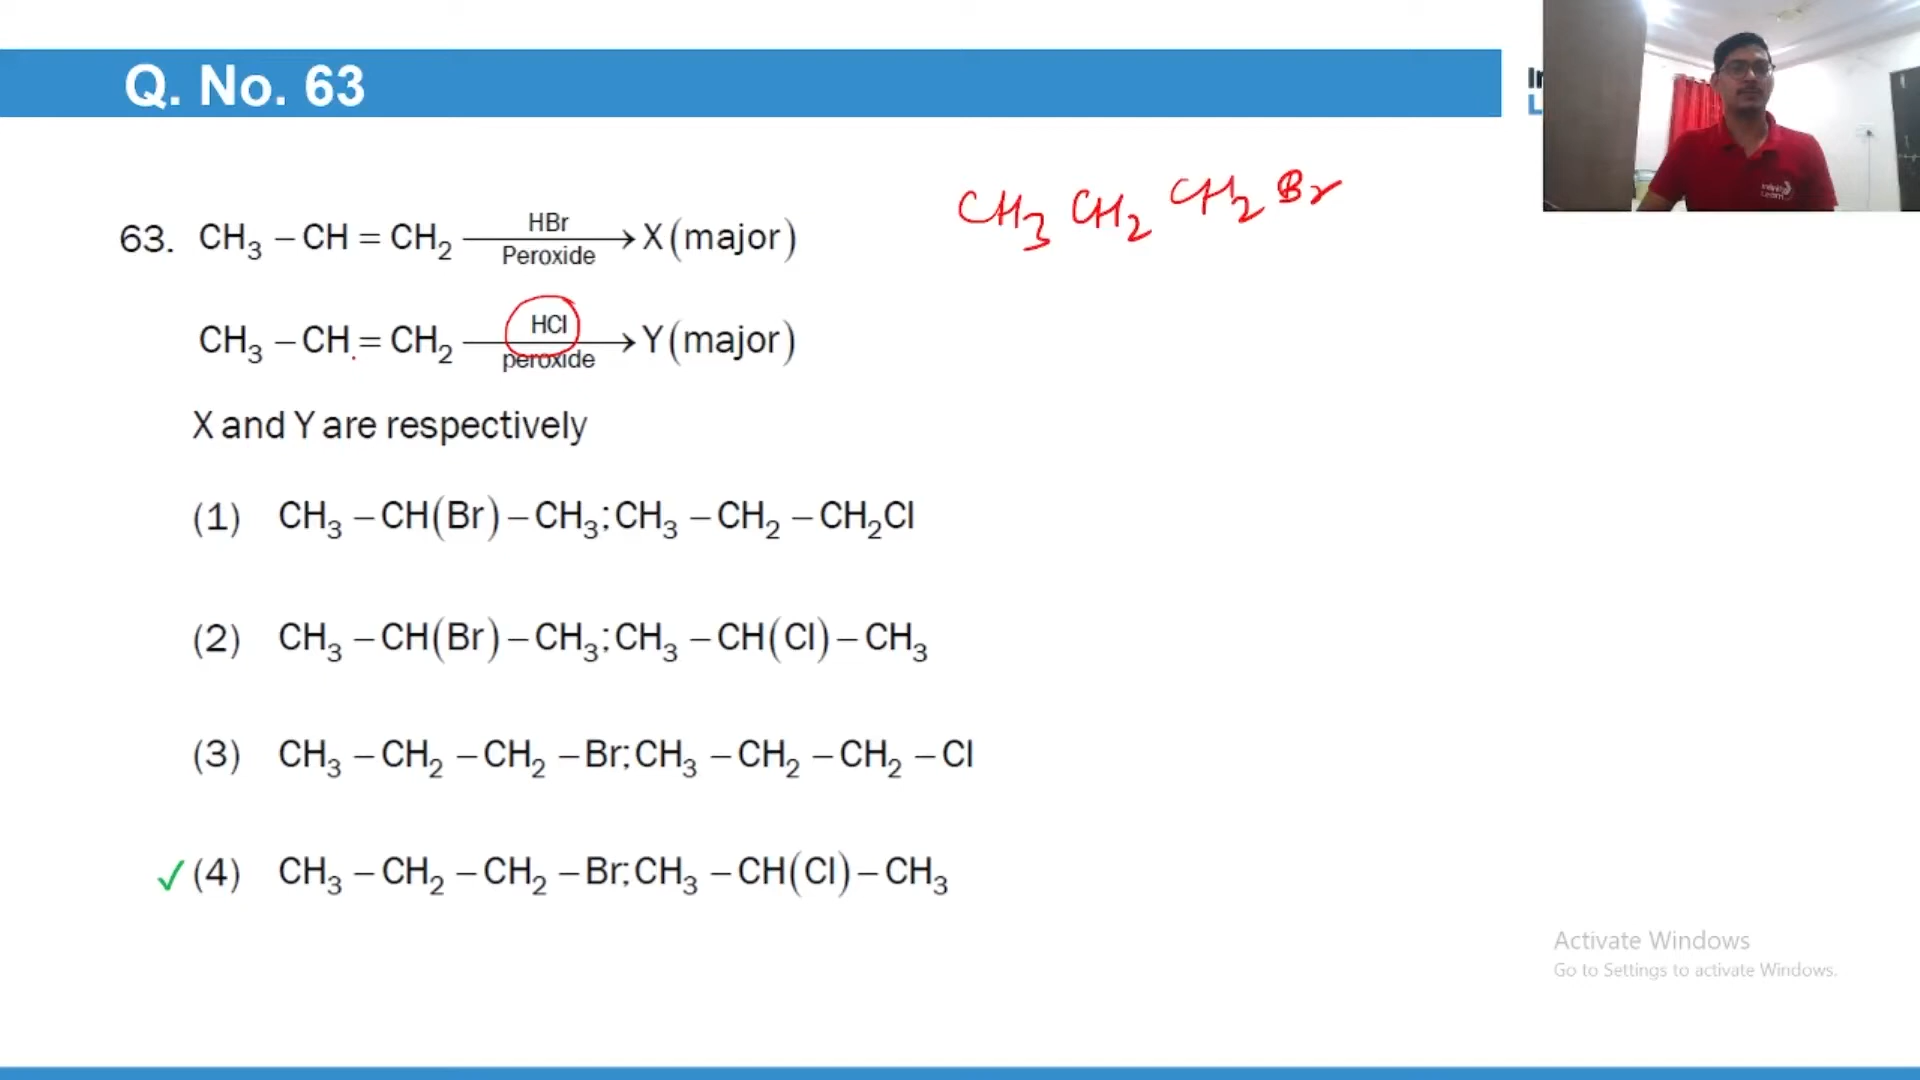 Q. No. 63
CH₃ CH₂ CH₂ Br
63. CH₃ – CH = CH₂ HBr Peroxide → X (major)
CH₃ – CH = CH₂ HCl peroxide → Y (major)
X and Y are respectively
(1) CH₃ – CH(Br) – CH₃; CH₃ – CH₂ – CH₂Cl
(2) CH₃ – CH(Br) – CH₃; CH₃ – CH(Cl) – CH₃
(3) CH₃ – CH₂ – CH₂ – Br; CH₃ – CH₂ – CH₂ – Cl
✓ (4) CH₃ – CH₂ – CH₂ – Br; CH₃ – CH(Cl) – CH₃
Infinity
Learn
Activate Windows
Go to Settings to activate Windows.